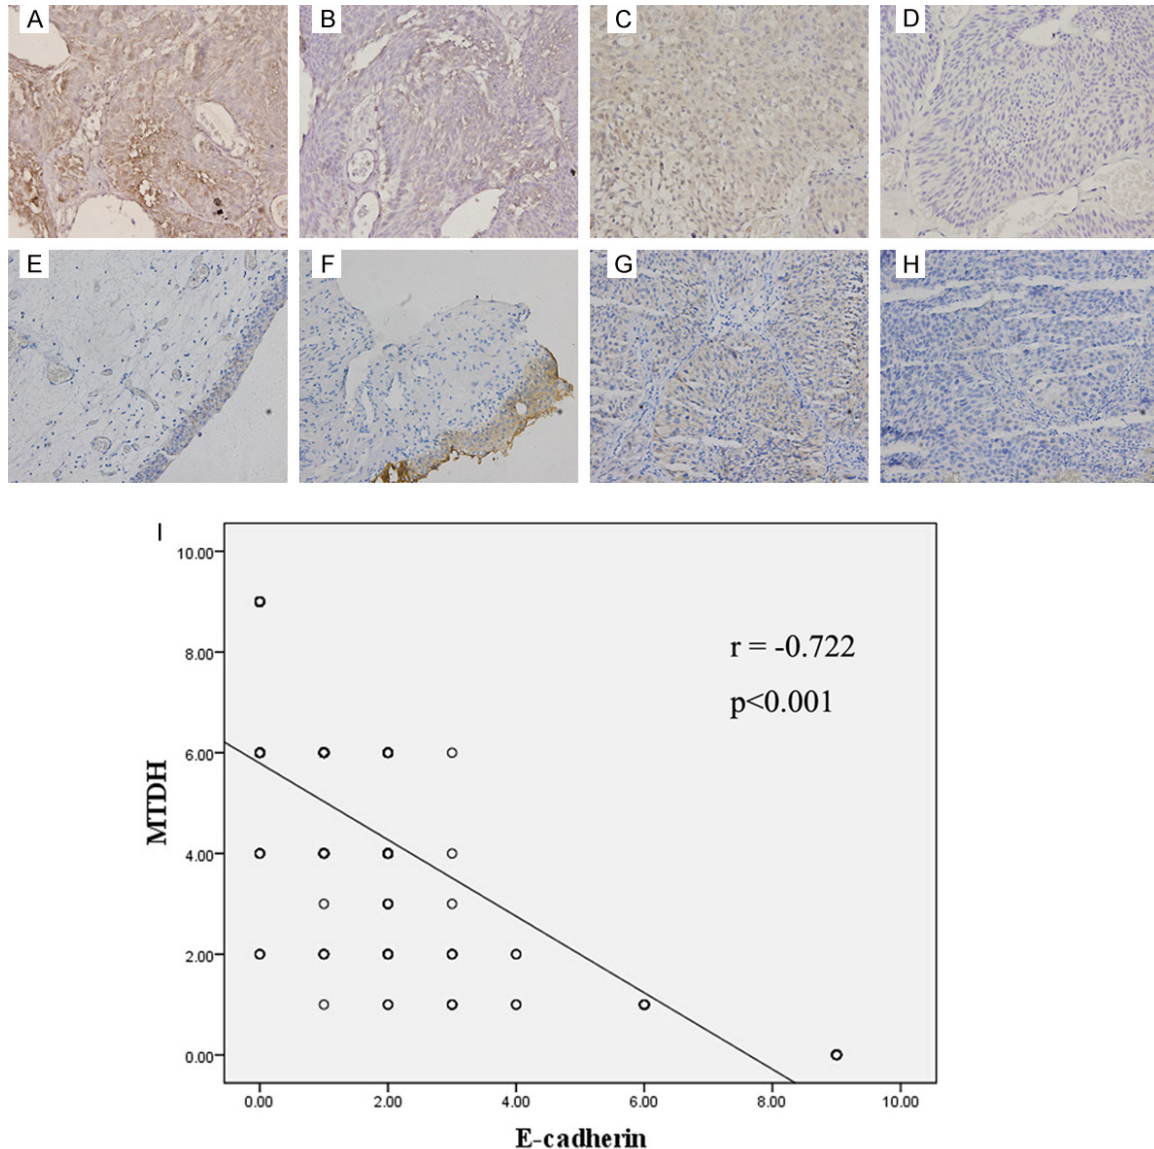 A
B
C
D
E
F
G
H
I
10.00
8.00
6.00
4.00
2.00
0.00
MTDH
r = -0.722
p<0.001
0.00 2.00 4.00 6.00 8.00 10.00
E-cadherin